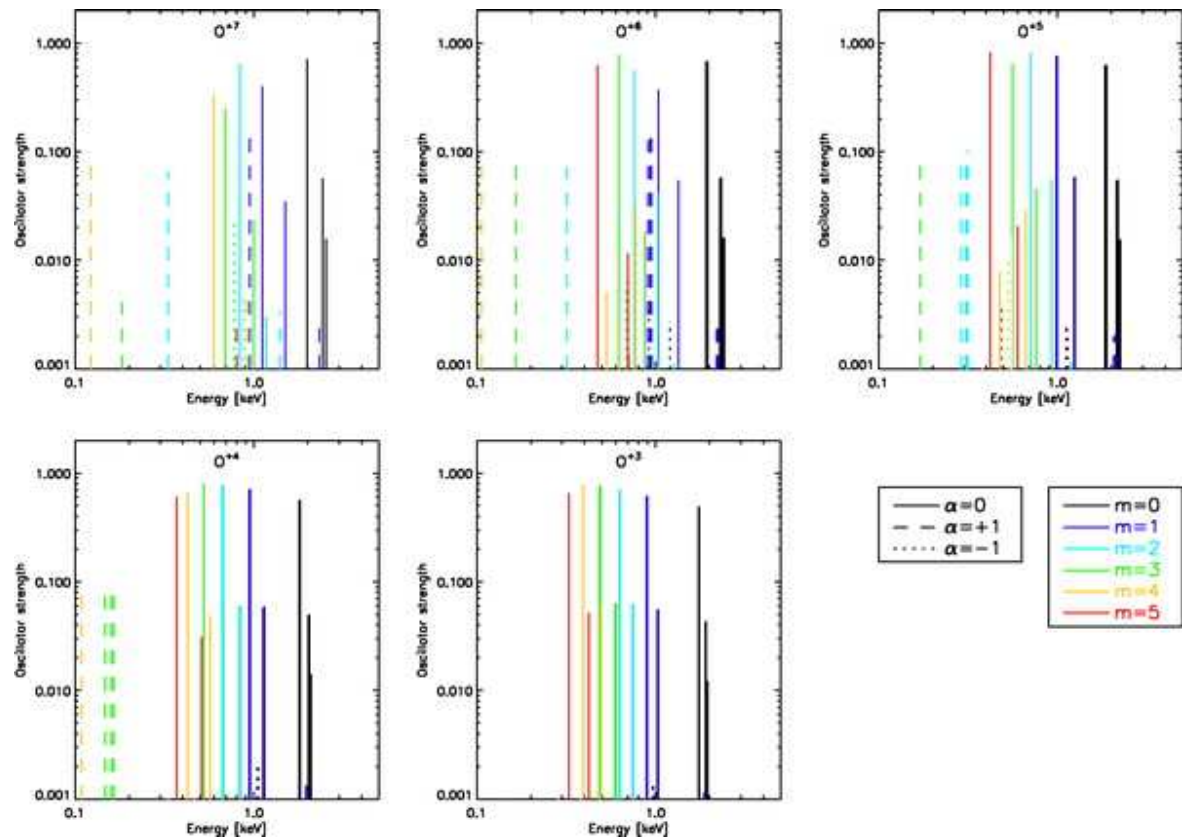 O+7
O+6
O+5
1.000
0.100
0.010
0.001
Oscillator strength
0.1
1.0
Energy [keV]
1.000
0.100
0.010
0.001
Oscillator strength
0.1
1.0
Energy [keV]
1.000
0.100
0.010
0.001
Oscillator strength
0.1
1.0
Energy [keV]
O+4
O+3
1.000
0.100
0.010
0.001
Oscillator strength
0.1
1.0
Energy [keV]
1.000
0.100
0.010
0.001
Oscillator strength
0.1
1.0
Energy [keV]
α=0
α=+1
α=−1
m=0
m=1
m=2
m=3
m=4
m=5